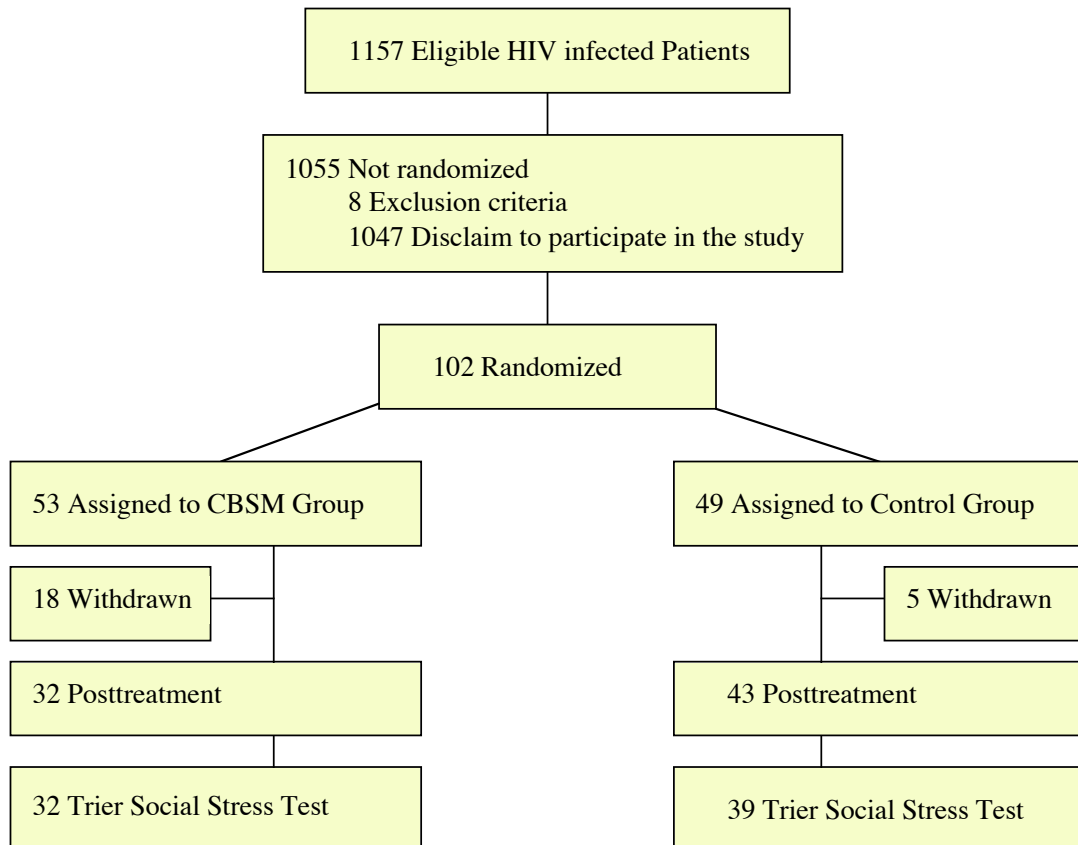 1157 Eligible HIV infected Patients
1055 Not randomized
8 Exclusion criteria
1047 Disclaim to participate in the study
102 Randomized
53 Assigned to CBSM Group
49 Assigned to Control Group
18 Withdrawn
5 Withdrawn
32 Posttreatment
43 Posttreatment
32 Trier Social Stress Test
39 Trier Social Stress Test